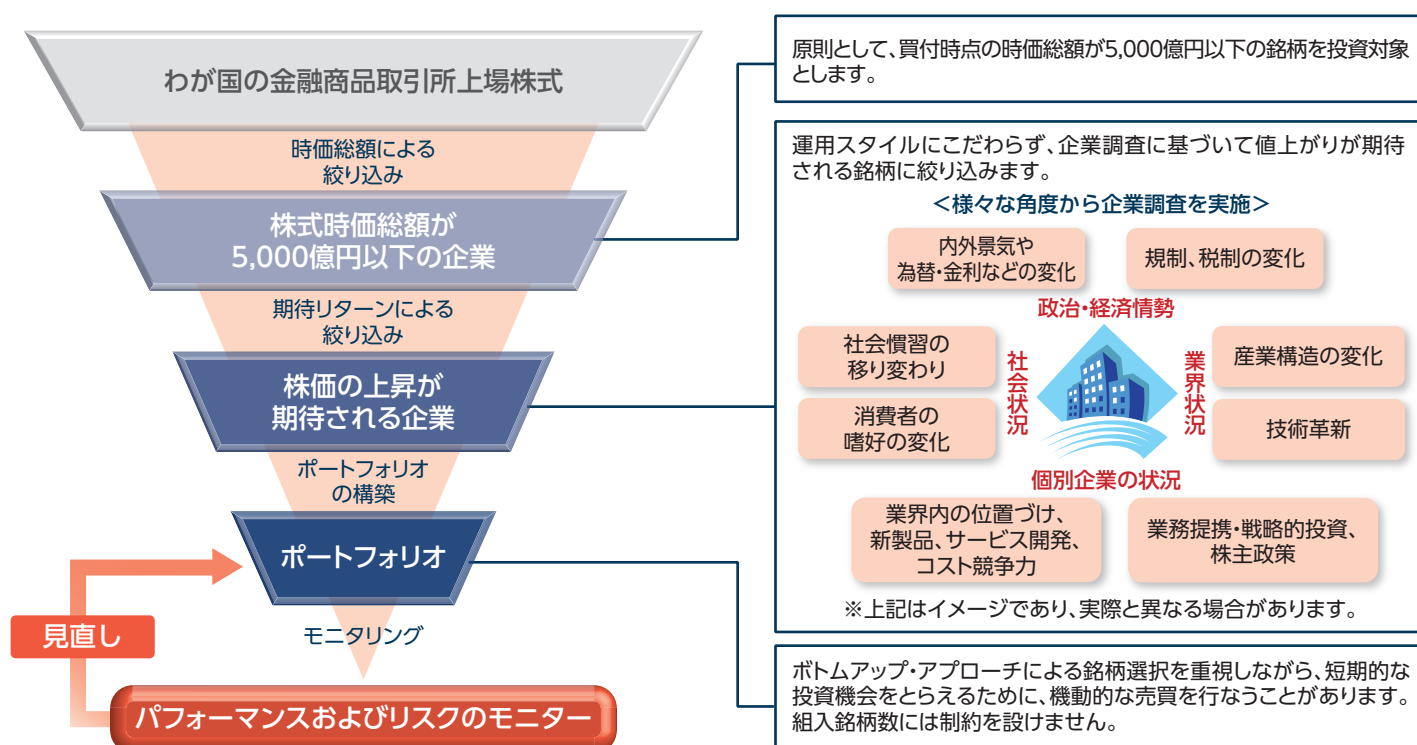 わが国の金融商品取引所上場株式
時価総額による
絞り込み
株式時価総額が
5,000億円以下の企業
期待リターンによる
絞り込み
株価の上昇が
期待される企業
ポートフォリオ
の構築
ポートフォリオ
見直し
モニタリング
パフォーマンスおよびリスクのモニター
原則として、買付時点の時価総額が5,000億円以下の銘柄を投資対象
とします。
運用スタイルにこだわらず、企業調査に基づいて値上がりが期待
される銘柄に絞り込みます。
＜様々な角度から企業調査を実施＞
内外景気や
為替・金利などの変化
規制、税制の変化
政治・経済情勢
社会慣習の
移り変わり
消費者の
嗜好の変化
社会状況
業界状況
産業構造の変化
技術革新
個別企業の状況
業界内の位置づけ、
新製品、サービス開発、
コスト競争力
業務提携・戦略的投資、
株主政策
※上記はイメージであり、実際と異なる場合があります。
ボトムアップ・アプローチによる銘柄選択を重視しながら、短期的な
投資機会をとらえるために、機動的な売買を行なうことがあります。
組入銘柄数には制約を設けません。